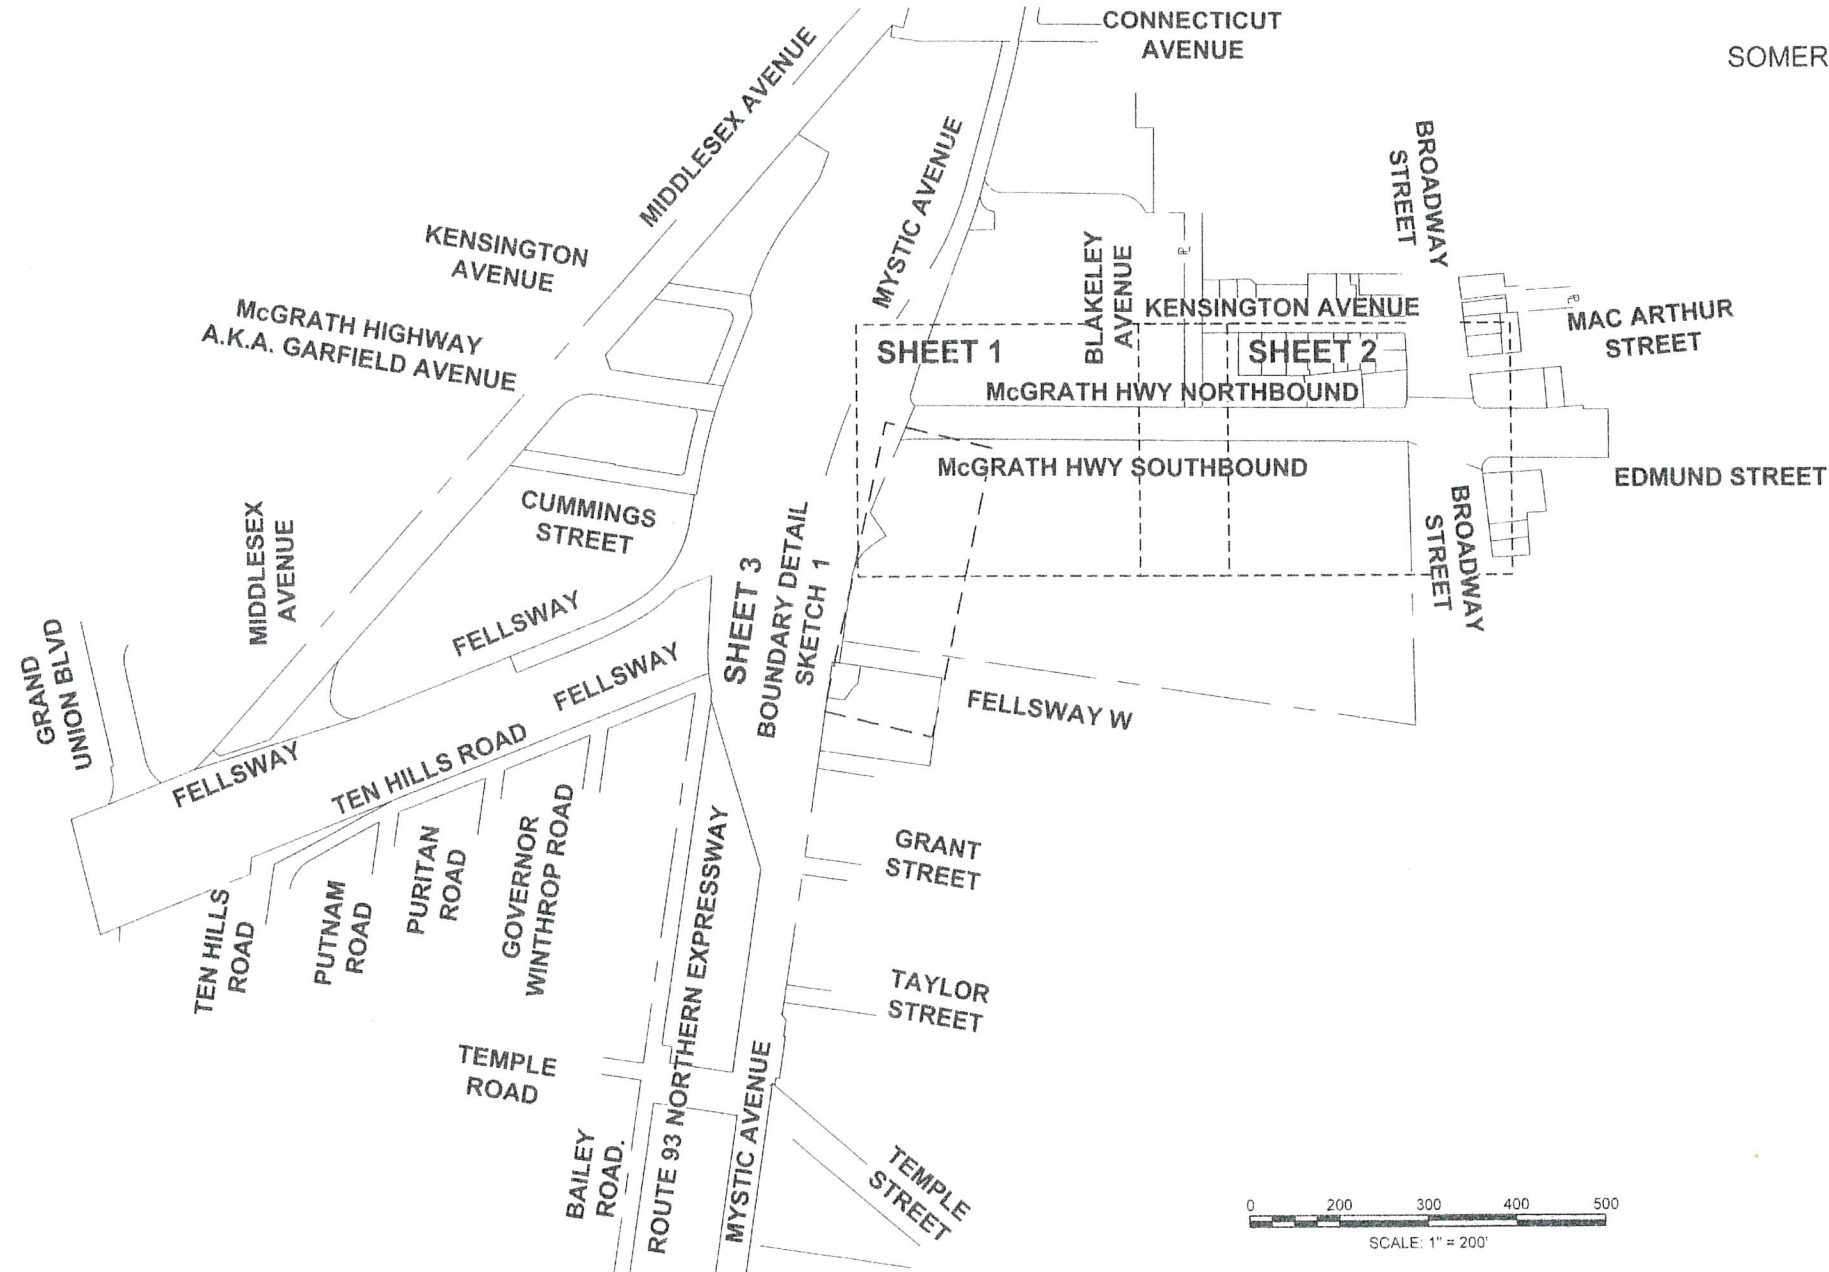 CONNECTICUT
AVENUE
SOMER
MIDDLESEX AVENUE
MYSTIC AVENUE
BROADWAY
STREET
KENSINGTON
AVENUE
McGRATH HIGHWAY
A.K.A. GARFIELD AVENUE
BLAKELEY
AVENUE
KENSINGTON AVENUE
MAC ARTHUR
STREET
SHEET 1
SHEET 2
McGRATH HWY NORTHBOUND
McGRATH HWY SOUTHBOUND
EDMUND STREET
BROADWAY
STREET
CUMMINGS
STREET
MIDDLESEX
AVENUE
SHEET 3
BOUNDARY DETAIL
SKETCH 1
FELLSWAY
FELLSWAY
FELLSWAY W
GRAND
UNION BLVD
FELLSWAY
TEN HILLS ROAD
TEN HILLS
ROAD
PUTNAM
ROAD
PURITAN
ROAD
GOVERNOR
WINTHROP ROAD
GRANT
STREET
TAYLOR
STREET
TEMPLE
ROAD
BAILEY
ROAD.
ROUTE 93 NORTHERN EXPRESSWAY
MYSTIC AVENUE
TEMPLE
STREET
0 200 300 400 500
SCALE: 1" = 200'